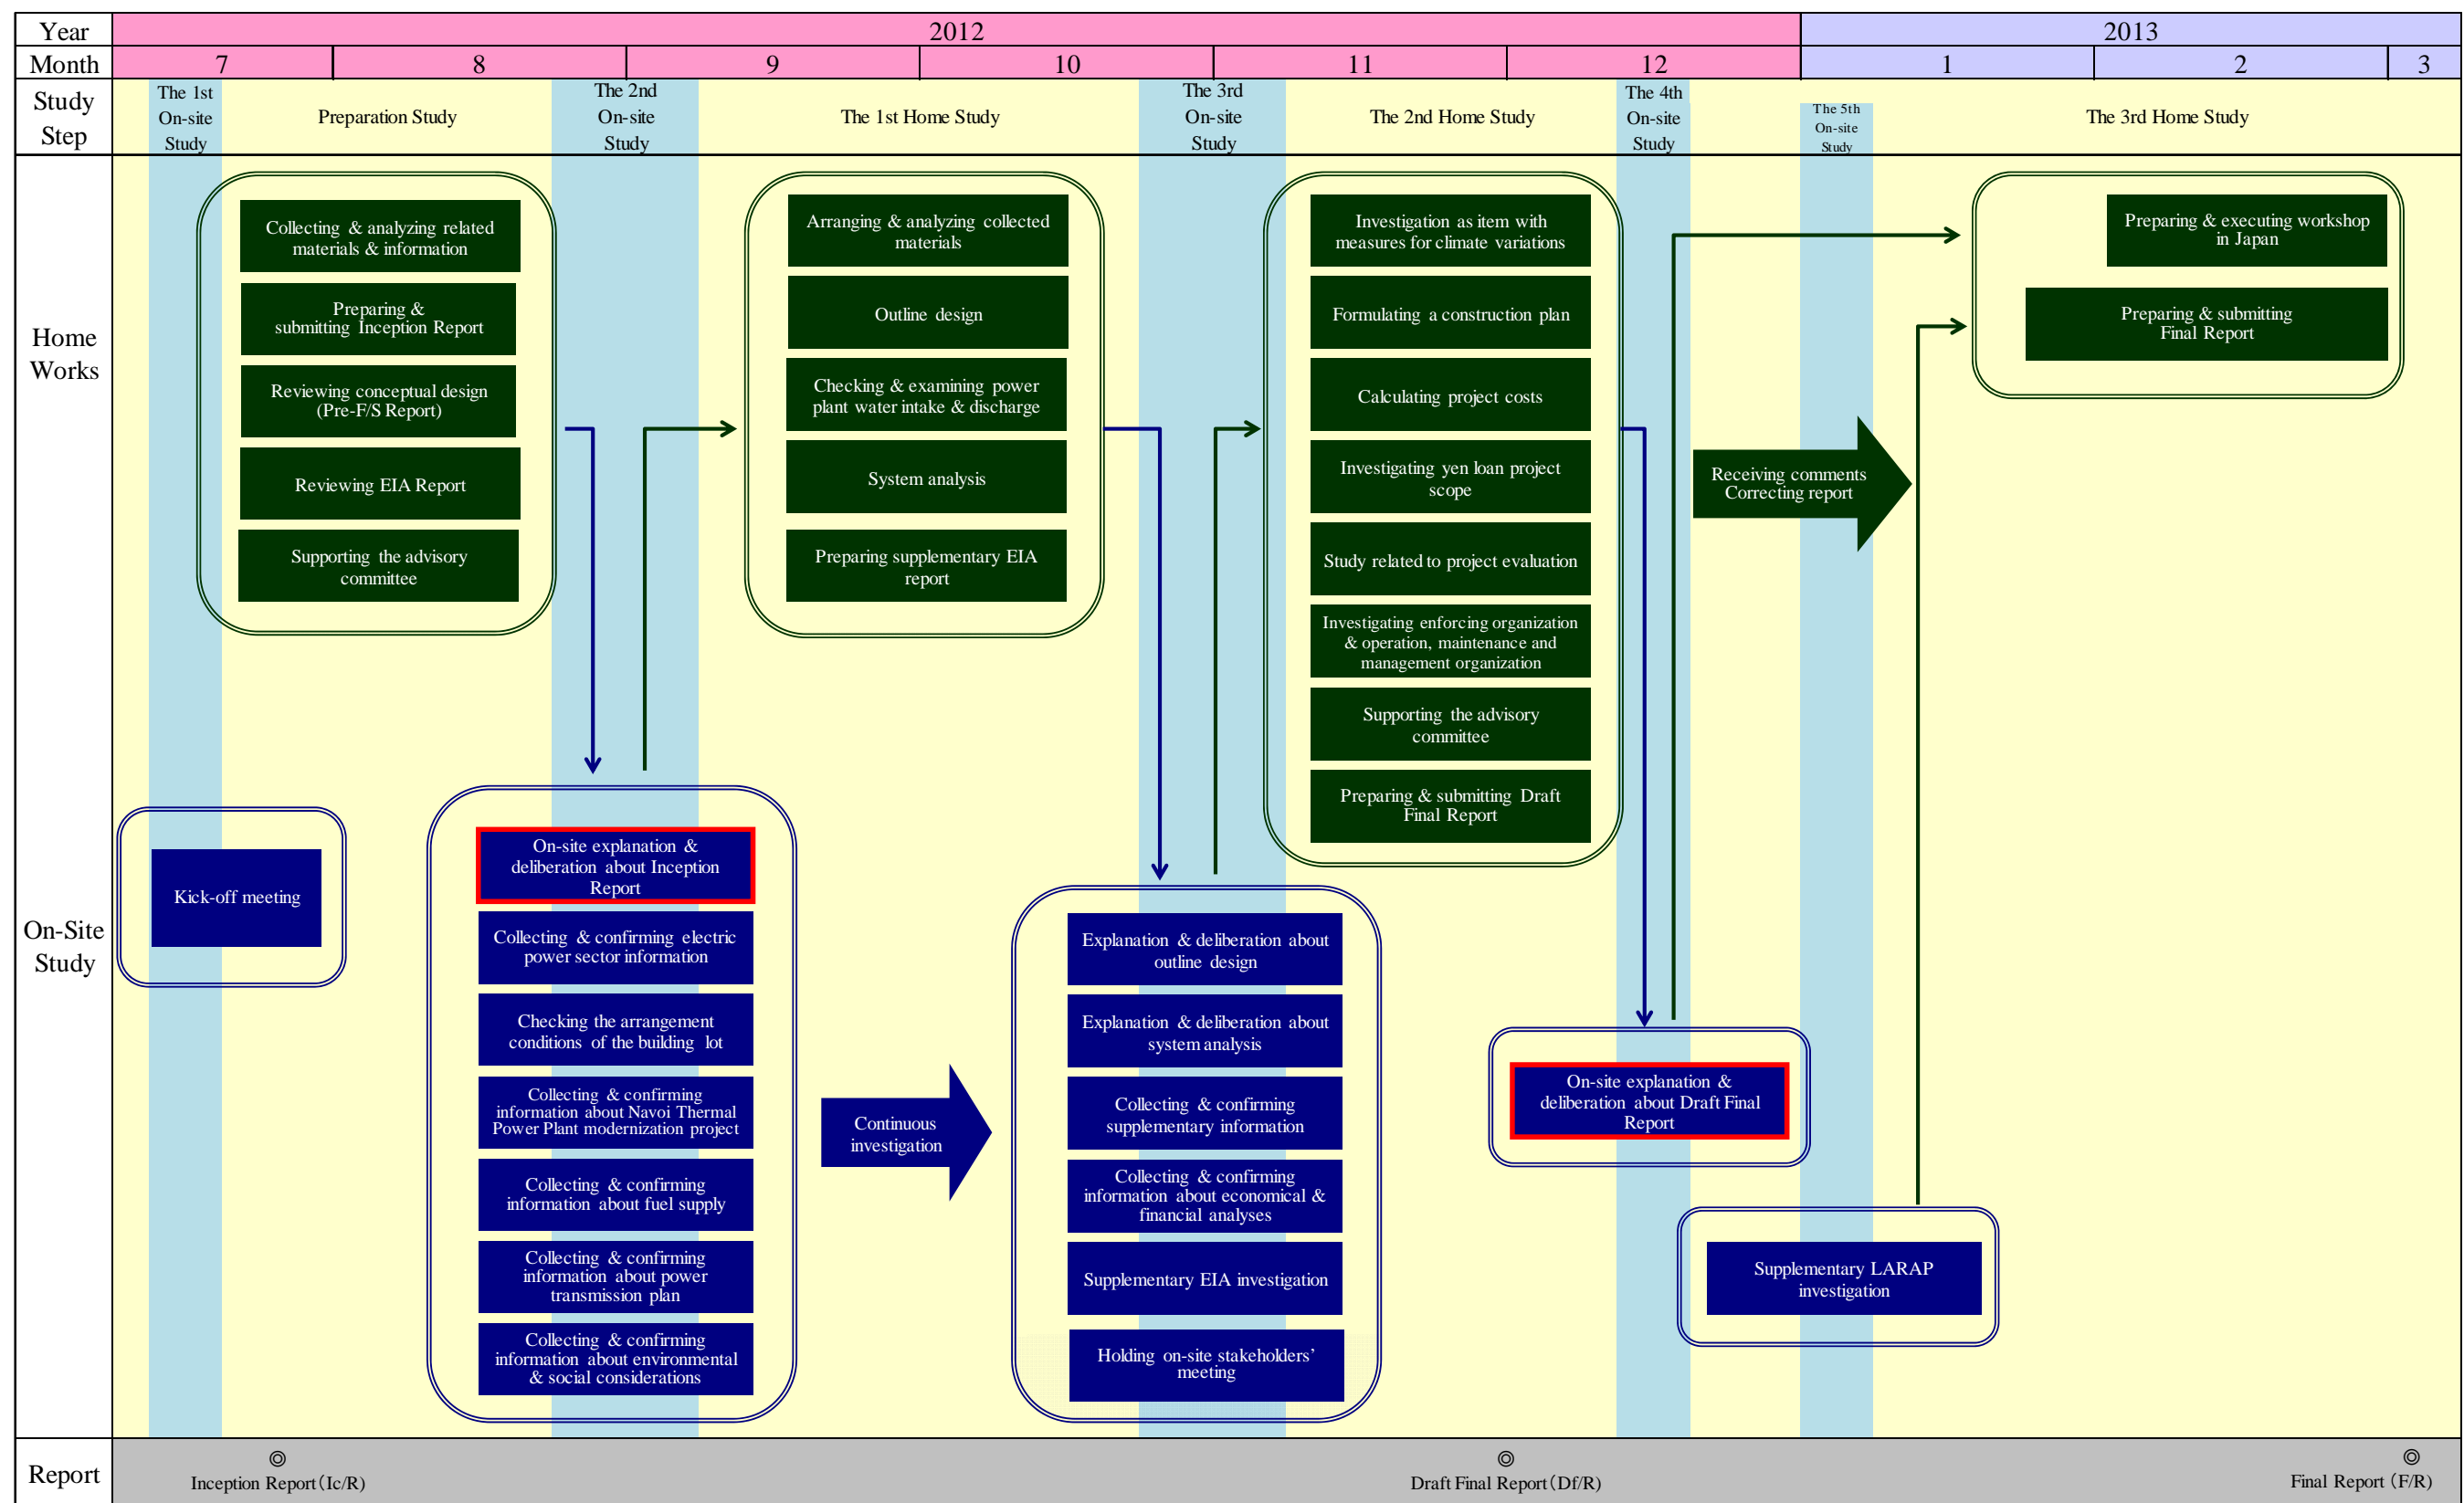 Year
2012
2013
Month
7
8
9
10
11
12
1
2
3
Study
Step
The 1st
On-site
Study
Preparation Study
The 2nd
On-site
Study
The 1st Home Study
The 3rd
On-site
Study
The 2nd Home Study
The 4th
On-site
Study
The 5th
On-site
Study
The 3rd Home Study
Home
Works
Collecting & analyzing related
materials & information
Preparing &
submitting Inception Report
Reviewing conceptual design
(Pre-F/S Report)
Reviewing EIA Report
Supporting the advisory
committee
Arranging & analyzing collected
materials
Outline design
Checking & examining power
plant water intake & discharge
System analysis
Preparing supplementary EIA
report
Investigation as item with
measures for climate variations
Formulating a construction plan
Calculating project costs
Investigating yen loan project
scope
Study related to project evaluation
Investigating enforcing organization
& operation, maintenance and
management organization
Supporting the advisory
committee
Preparing & submitting Draft
Final Report
Receiving comments
Correcting report
Preparing & executing workshop
in Japan
Preparing & submitting
Final Report
On-Site
Study
Kick-off meeting
On-site explanation &
deliberation about Inception
Report
Collecting & confirming electric
power sector information
Checking the arrangement
conditions of the building lot
Collecting & confirming
information about Navoi Thermal
Power Plant modernization project
Collecting & confirming
information about fuel supply
Collecting & confirming
information about power
transmission plan
Collecting & confirming
information about environmental
& social considerations
Continuous
investigation
Explanation & deliberation about
outline design
Explanation & deliberation about
system analysis
Collecting & confirming
supplementary information
Collecting & confirming
information about economical &
financial analyses
Supplementary EIA investigation
Holding on-site stakeholders’
meeting
On-site explanation &
deliberation about Draft Final
Report
Supplementary LARAP
investigation
Report
◎
Inception Report(Ic/R)
◎
Draft Final Report(Df/R)
◎
Final Report (F/R)